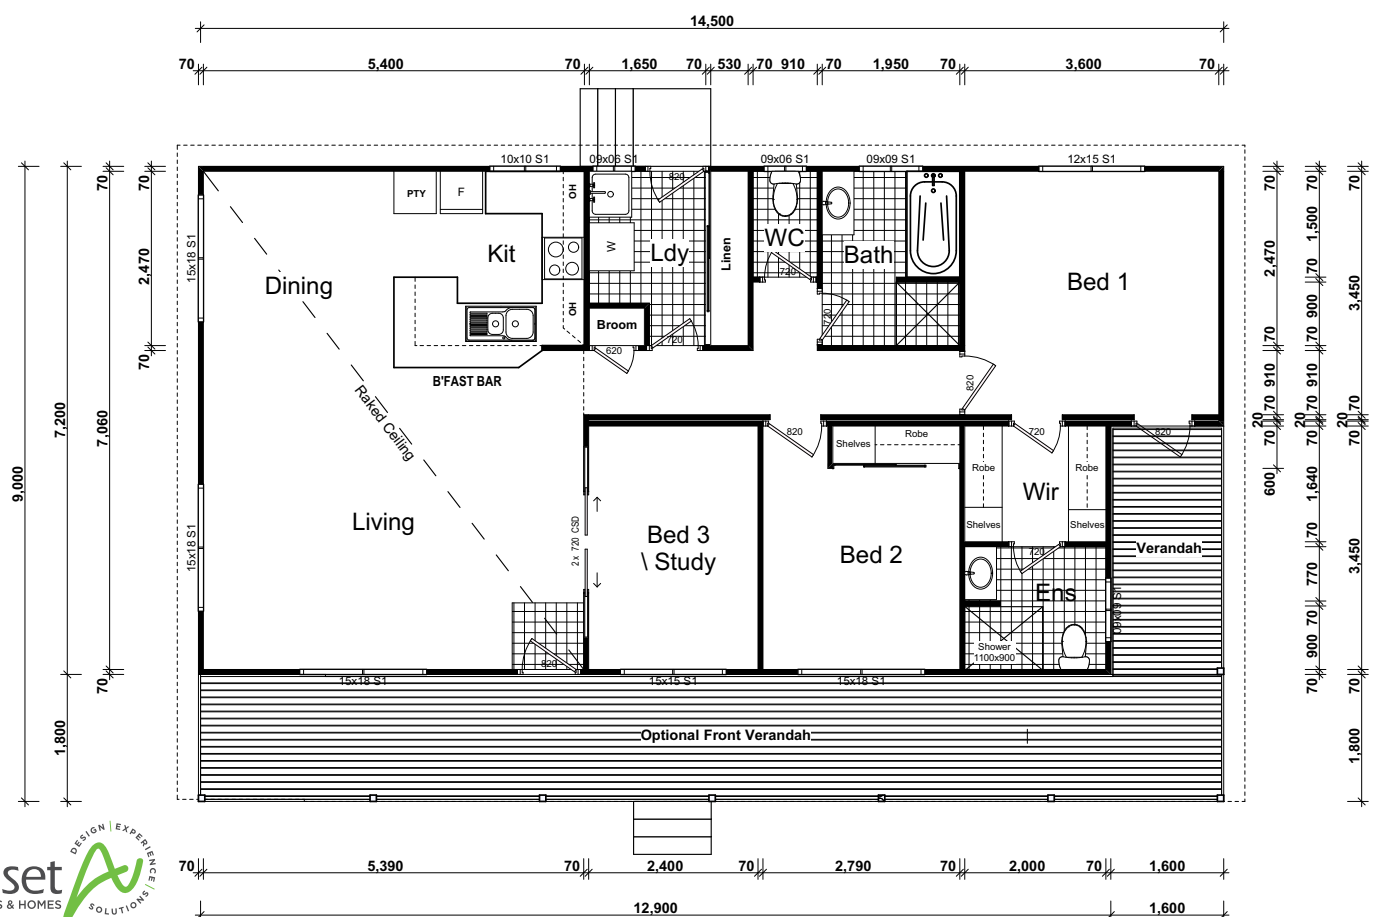 14,500
70 5,400 70 1,650 70 530 70 910 70 1,950 70 3,600 70
10x10 S1 09x06 S1 09x06 S1 09x09 S1 12x15 S1
820
PTY F OH
W
Kit
Ldy
Linen
WC
720
Bath
720
Dining
Bed 1
15x18 S1
OH
Broom
620
720
B'FAST BAR
820
Raked Ceiling
820
Shelves Robe
720
820
Robe Robe
Wir
Shelves Shelves
Living
15x18 S1
2 x 720 CSD
Bed 3
\ Study
Bed 2
720
Verandah
Ens
09x09 S1
Shower
1100x900
820
15x18 S1 15x15 S1 15x18 S1
Optional Front Verandah
9,000
7,200
1,800
70
7,060
70
70
2,470
70
70
2,470
70
910
70
20
70
600
70
1,500
70
900
70
910
70
20
70
1,640
70
770
70
900
70
70
3,450
70
20
70
3,450
70
1,800
70 5,390 70 2,400 70 2,790 70 2,000 70 1,600
12,900 1,600
set
S & HOMES
DESIGN | EXPERIENCE | SOLUTIONS